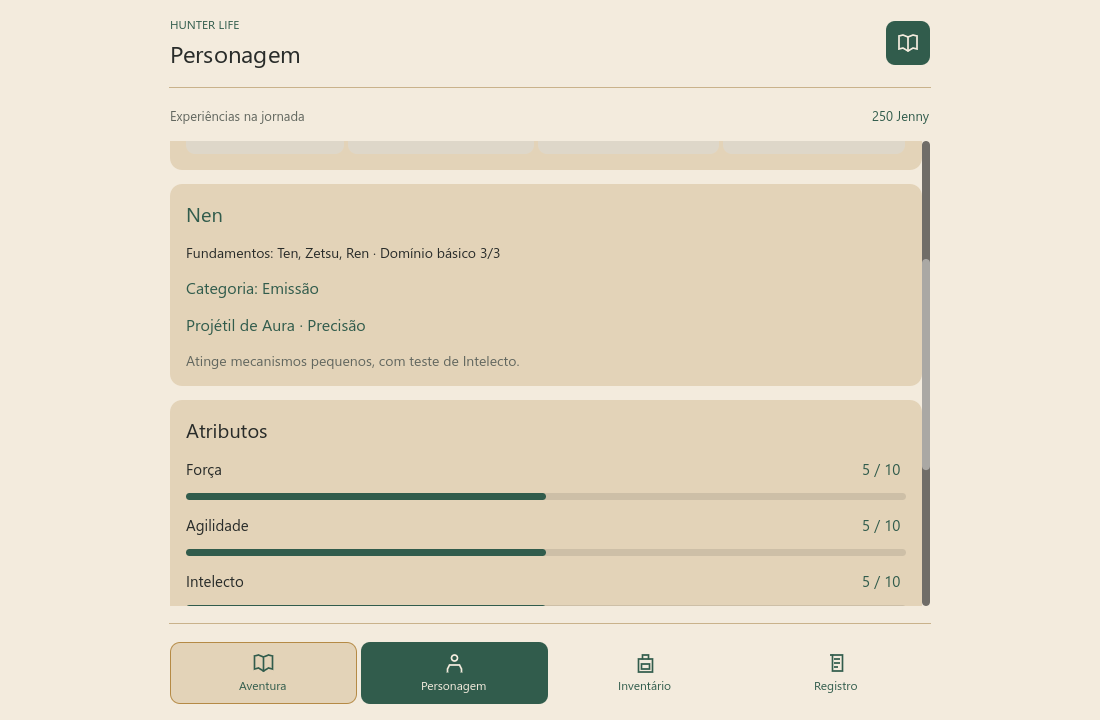 HUNTER LIFE
Personagem
Experiências na jornada
250 Jenny
Nen
Fundamentos: Ten, Zetsu, Ren · Domínio básico 3/3
Categoria: Emissão
Projétil de Aura · Precisão
Atinge mecanismos pequenos, com teste de Intelecto.
Atributos
Força
5 / 10
Agilidade
5 / 10
Intelecto
5 / 10
Aventura
Personagem
Inventário
Registro